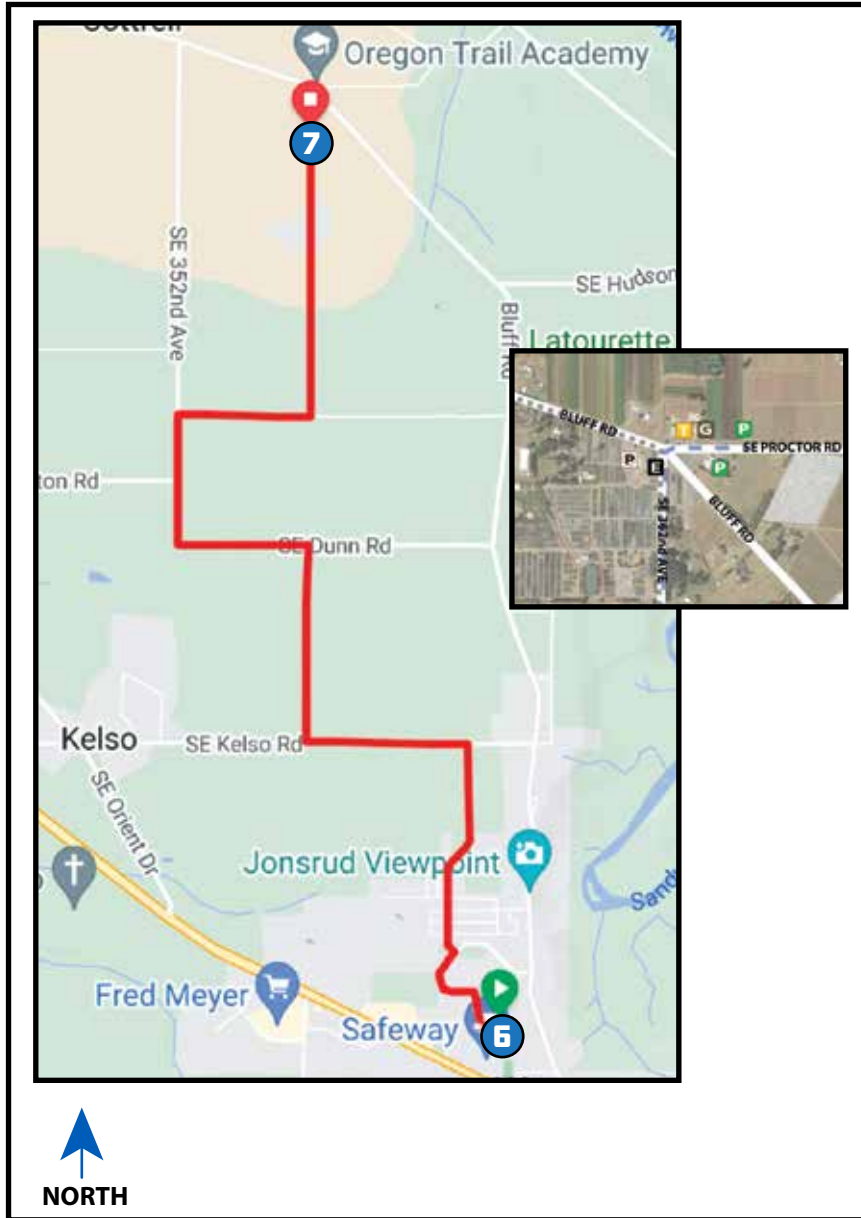 Oregon Trail Academy
7
SE 352nd Ave
SE Hudson
Bluff Rd
Latourette
BLUFF RD
T
G
P
SE PROCTOR RD
P
E
P
BLUFF RD
SE 362nd AVE
ton Rd
SE Dunn Rd
Kelso
SE Kelso Rd
SE Orient Dr
Jonsrud Viewpoint
Sand
Fred Meyer
Safeway
6
NORTH